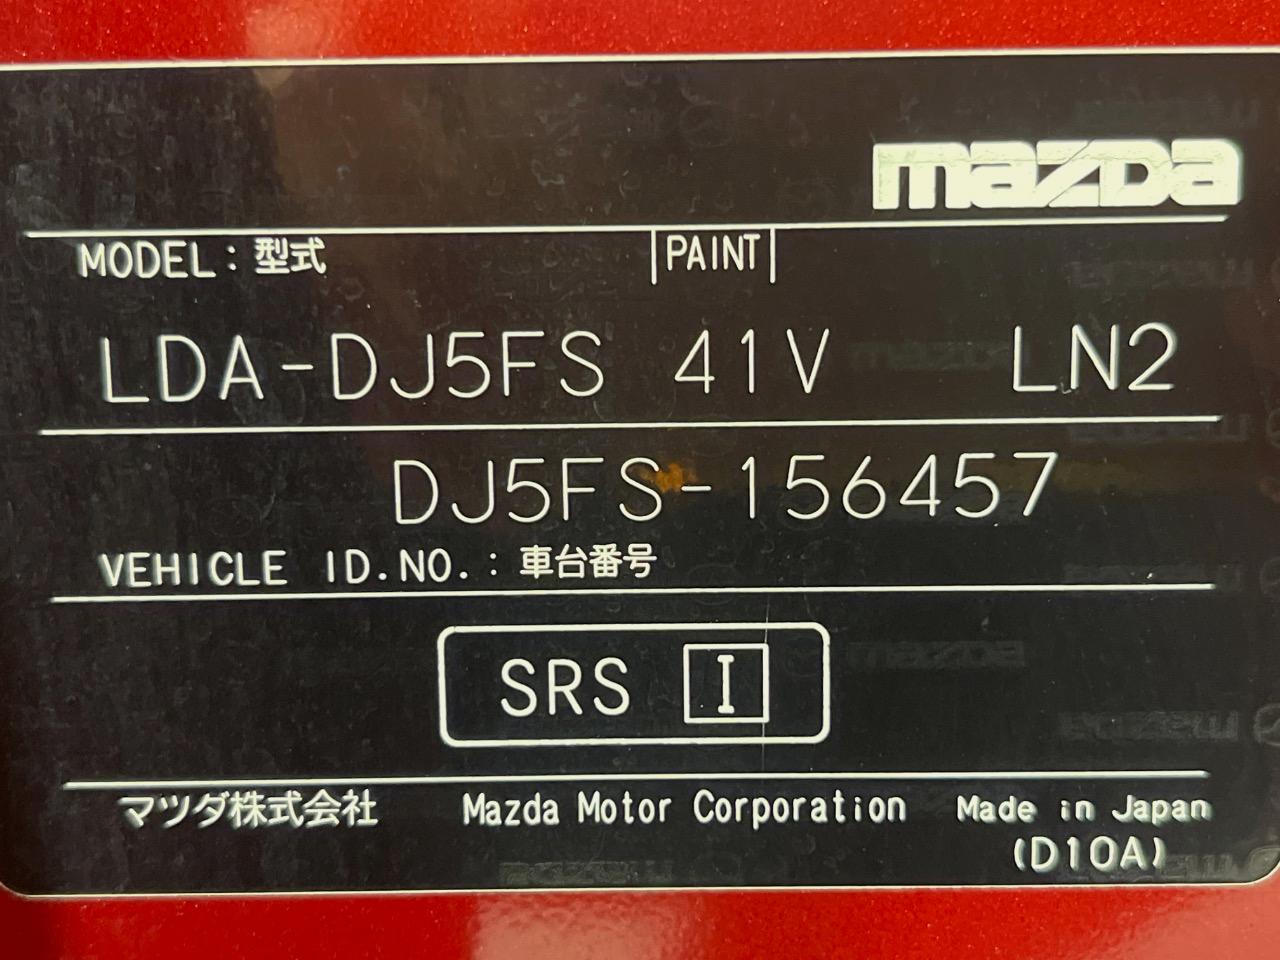 mazda
MODEL：型式 PAINT
LDA-DJ5FS 41V LN2
DJ5FS-156457
VEHICLE ID.NO.：車台番号
SRS I
マツダ株式会社 Mazda Motor Corporation Made in Japan
(D10A)